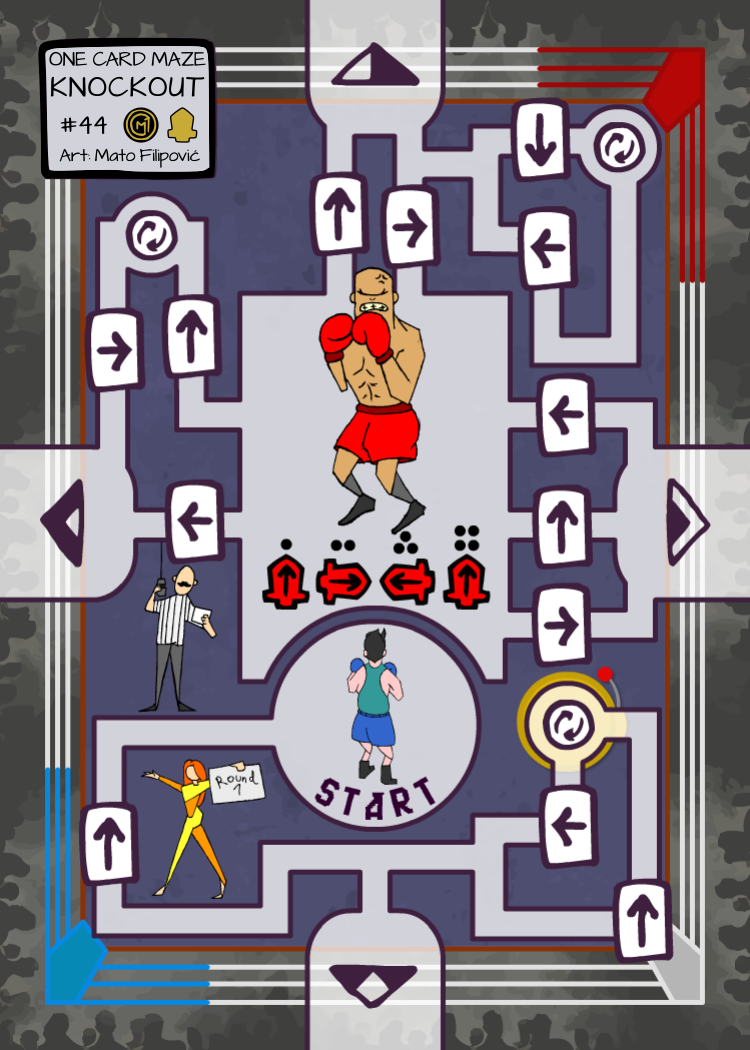 ONE CARD MAZE
KNOCKOUT
#44
Art: Mato Filipović
START
Round
1